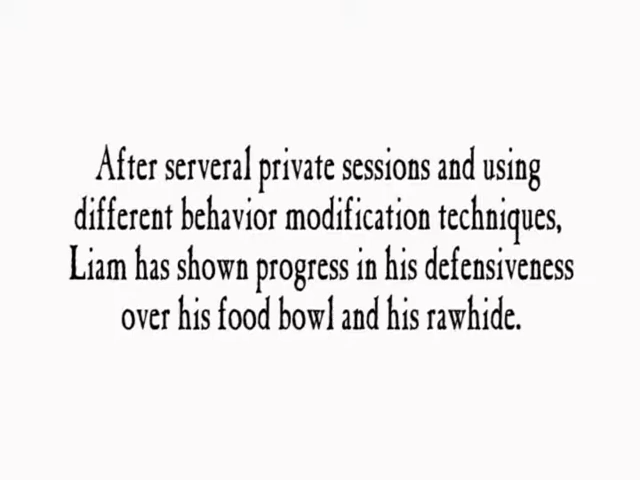 After serveral private sessions and using
different behavior modification techniques,
Liam has shown progress in his defensiveness
over his food bowl and his rawhide.